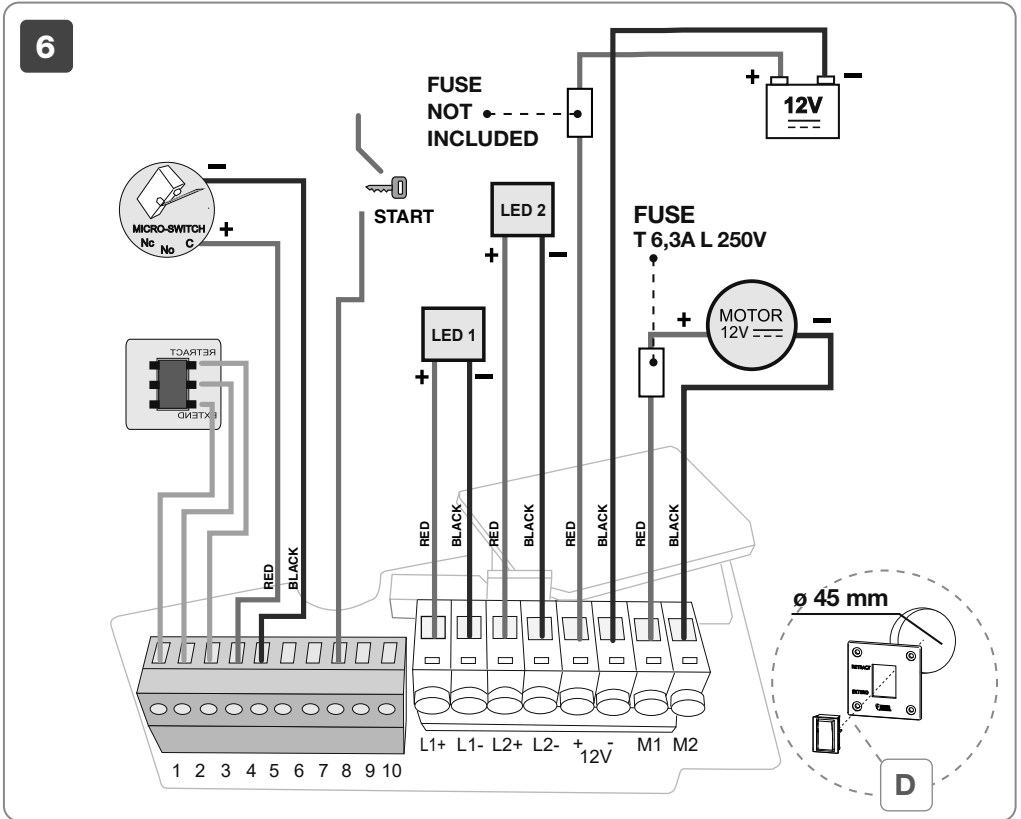 6
FUSE
NOT
INCLUDED
+ −
12V
MICRO-SWITCH
Nc No C
−
+
START
LED 2
+ −
FUSE
T 6,3A L 250V
LED 1
+ −
MOTOR
12V
+ −
RETRACT
EXTEND
RED
BLACK
RED
BLACK
RED
BLACK
RED
BLACK
RED
BLACK
ø 45 mm
RETRACT
L1+ L1- L2+ L2- + - M1 M2
12V
1 2 3 4 5 6 7 8 9 10
D